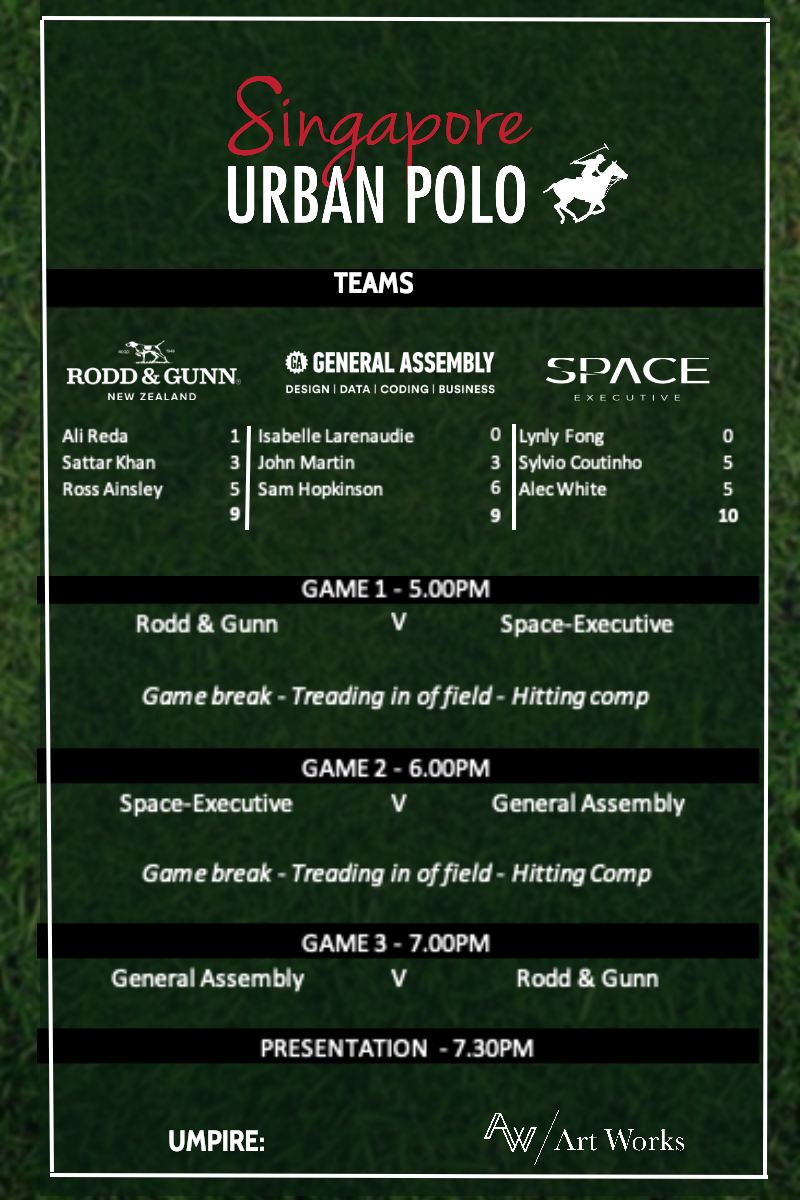 Singapore
URBAN POLO
TEAMS
RODD & GUNN
NEW ZEALAND
GA GENERAL ASSEMBLY
DESIGN | DATA | CODING | BUSINESS
SPACE
EXECUTIVE
Ali Reda 1
Sattar Khan 3
Ross Ainsley 5
9
Isabelle Larenaudie 0
John Martin 3
Sam Hopkinson 6
9
Lynly Fong 0
Sylvio Coutinho 5
Alec White 5
10
GAME 1 - 5.00PM
Rodd & Gunn V Space-Executive
Game break - Treading in of field - Hitting comp
GAME 2 - 6.00PM
Space-Executive V General Assembly
Game break - Treading in of field - Hitting Comp
GAME 3 - 7.00PM
General Assembly V Rodd & Gunn
PRESENTATION - 7.30PM
UMPIRE:
AW/Art Works